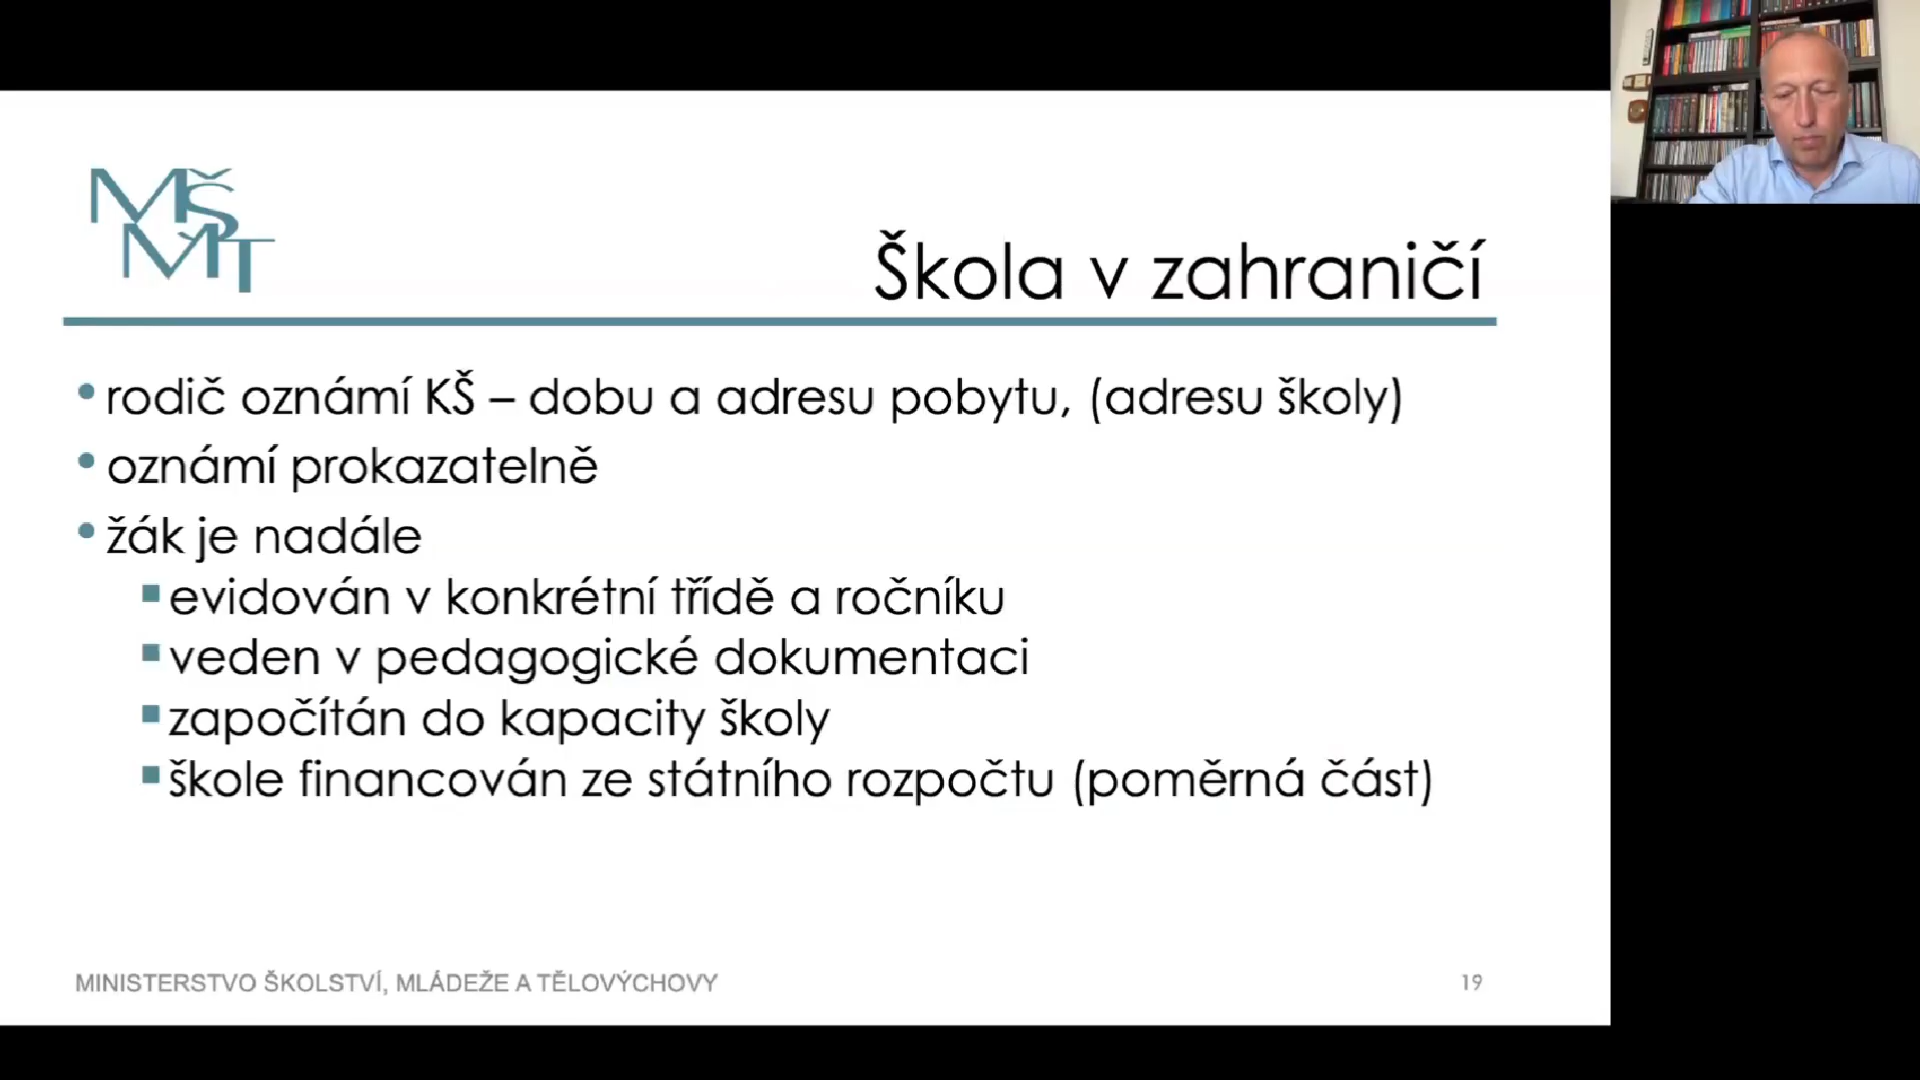 MŠ
MT
Škola v zahraničí
• rodič oznámí KŠ – dobu a adresu pobytu, (adresu školy)
• oznámí prokazatelně
• žák je nadále
▪ evidován v konkrétní třídě a ročníku
▪ veden v pedagogické dokumentaci
▪ započítán do kapacity školy
▪ škole financován ze státního rozpočtu (poměrná část)
MINISTERSTVO ŠKOLSTVÍ, MLÁDEŽE A TĚLOVÝCHOVY
19